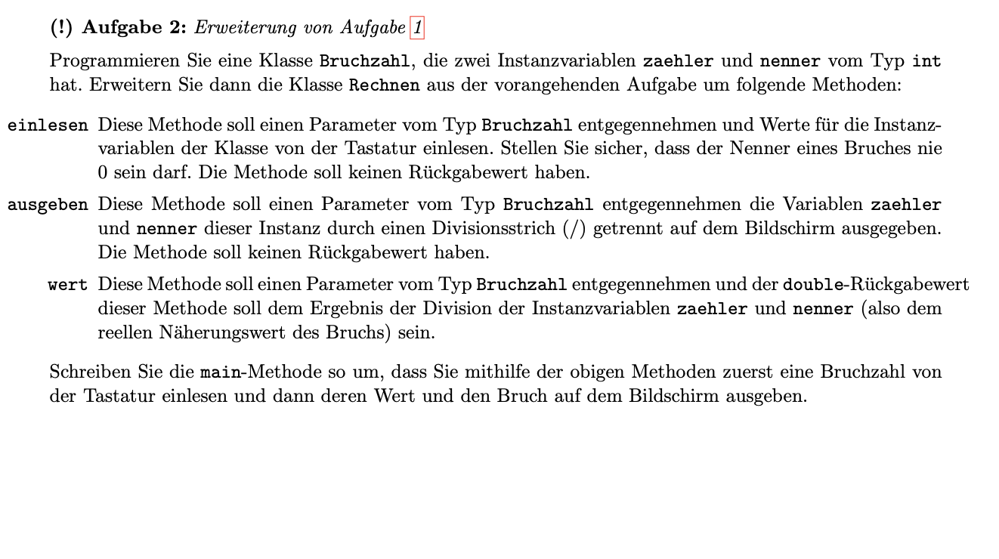 (!) Aufgabe 2: Erweiterung von Aufgabe 1
Programmieren Sie eine Klasse Bruchzahl, die zwei Instanzvariablen zaehler und nenner vom Typ int
hat. Erweitern Sie dann die Klasse Rechnen aus der vorangehenden Aufgabe um folgende Methoden:
einlesen Diese Methode soll einen Parameter vom Typ Bruchzahl entgegennehmen und Werte für die Instanz-
variablen der Klasse von der Tastatur einlesen. Stellen Sie sicher, dass der Nenner eines Bruches nie
0 sein darf. Die Methode soll keinen Rückgabewert haben.
ausgeben Diese Methode soll einen Parameter vom Typ Bruchzahl entgegennehmen die Variablen zaehler
und nenner dieser Instanz durch einen Divisionsstrich (/) getrennt auf dem Bildschirm ausgegeben.
Die Methode soll keinen Rückgabewert haben.
wert Diese Methode soll einen Parameter vom Typ Bruchzahl entgegennehmen und der double-Rückgabewert
dieser Methode soll dem Ergebnis der Division der Instanzvariablen zaehler und nenner (also dem
reellen Näherungswert des Bruchs) sein.
Schreiben Sie die main-Methode so um, dass Sie mithilfe der obigen Methoden zuerst eine Bruchzahl von
der Tastatur einlesen und dann deren Wert und den Bruch auf dem Bildschirm ausgeben.